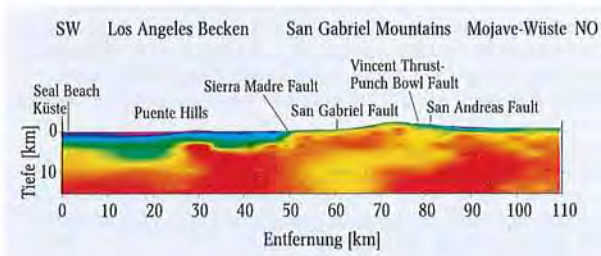 SW Los Angeles Becken San Gabriel Mountains Mojave-Wüste NO
Vincent Thrust-
Punch Bowl Fault
Seal Beach
Küste
Sierra Madre Fault
San Andreas Fault
Puente Hills
San Gabriel Fault
Tiefe [km]
0
10
0 10 20 30 40 50 60 70 80 90 100 110
Entfernung [km]